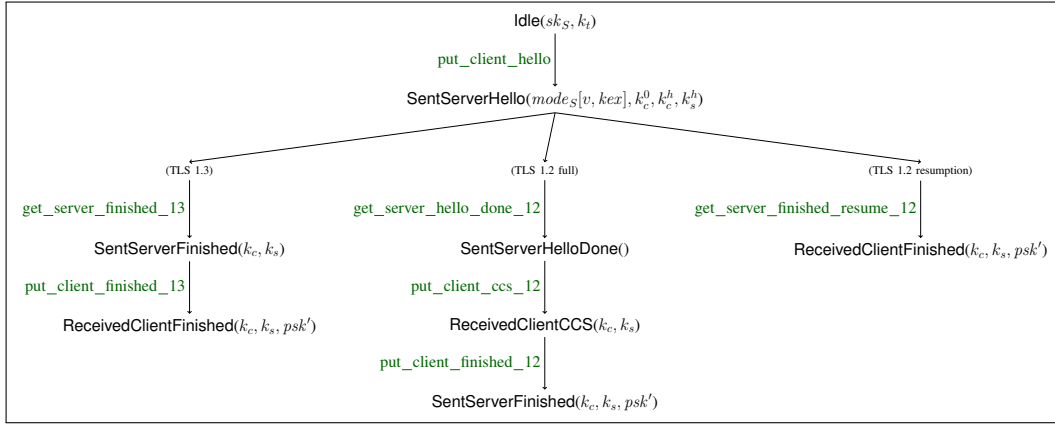 Idle(sk_S, k_t)
put_client_hello
SentServerHello(mode_S[v, kex], k_c^0, k_c^h, k_s^h)
(TLS 1.3) (TLS 1.2 full) (TLS 1.2 resumption)
get_server_finished_13 get_server_hello_done_12 get_server_finished_resume_12
SentServerFinished(k_c, k_s) SentServerHelloDone() ReceivedClientFinished(k_c, k_s, psk')
put_client_finished_13 put_client_ccs_12
ReceivedClientFinished(k_c, k_s, psk') ReceivedClientCCS(k_c, k_s)
put_client_finished_12
SentServerFinished(k_c, k_s, psk')